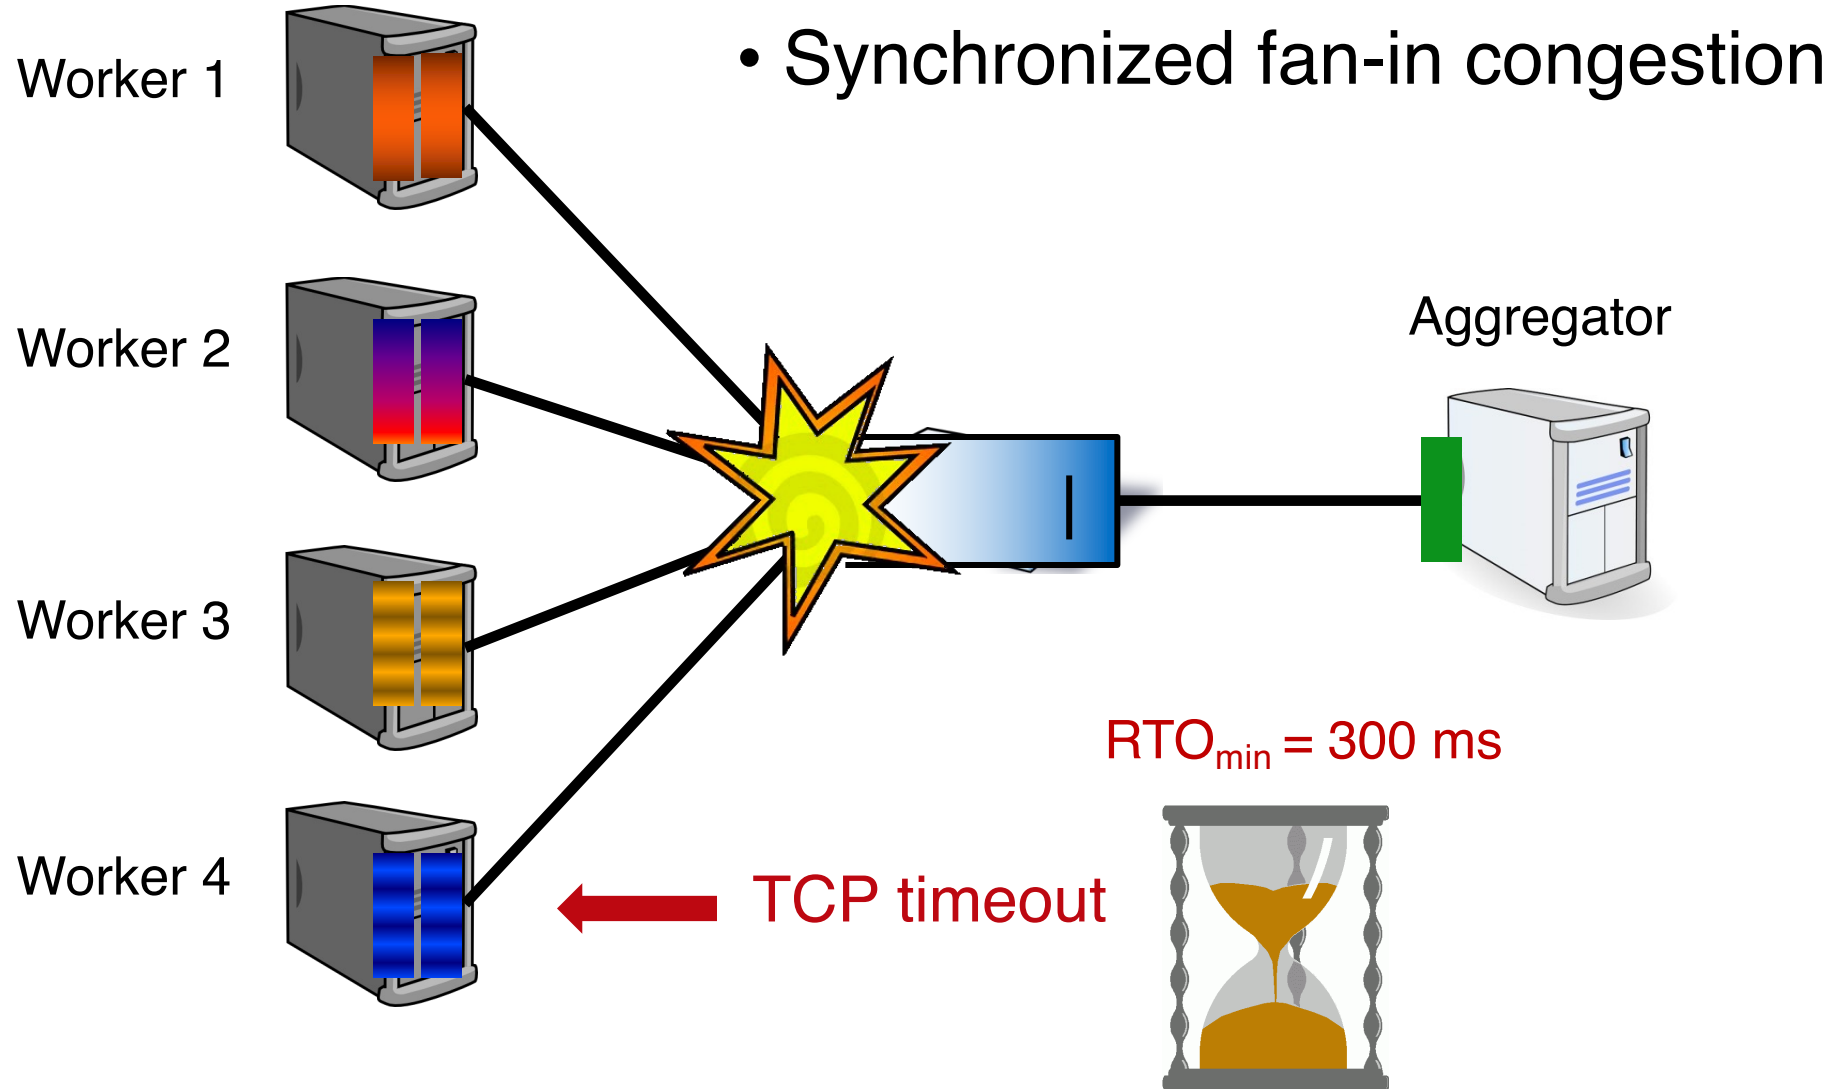 • Synchronized fan-in congestion
Worker 1
Worker 2
Aggregator
Worker 3
RTOmin = 300 ms
Worker 4
TCP timeout